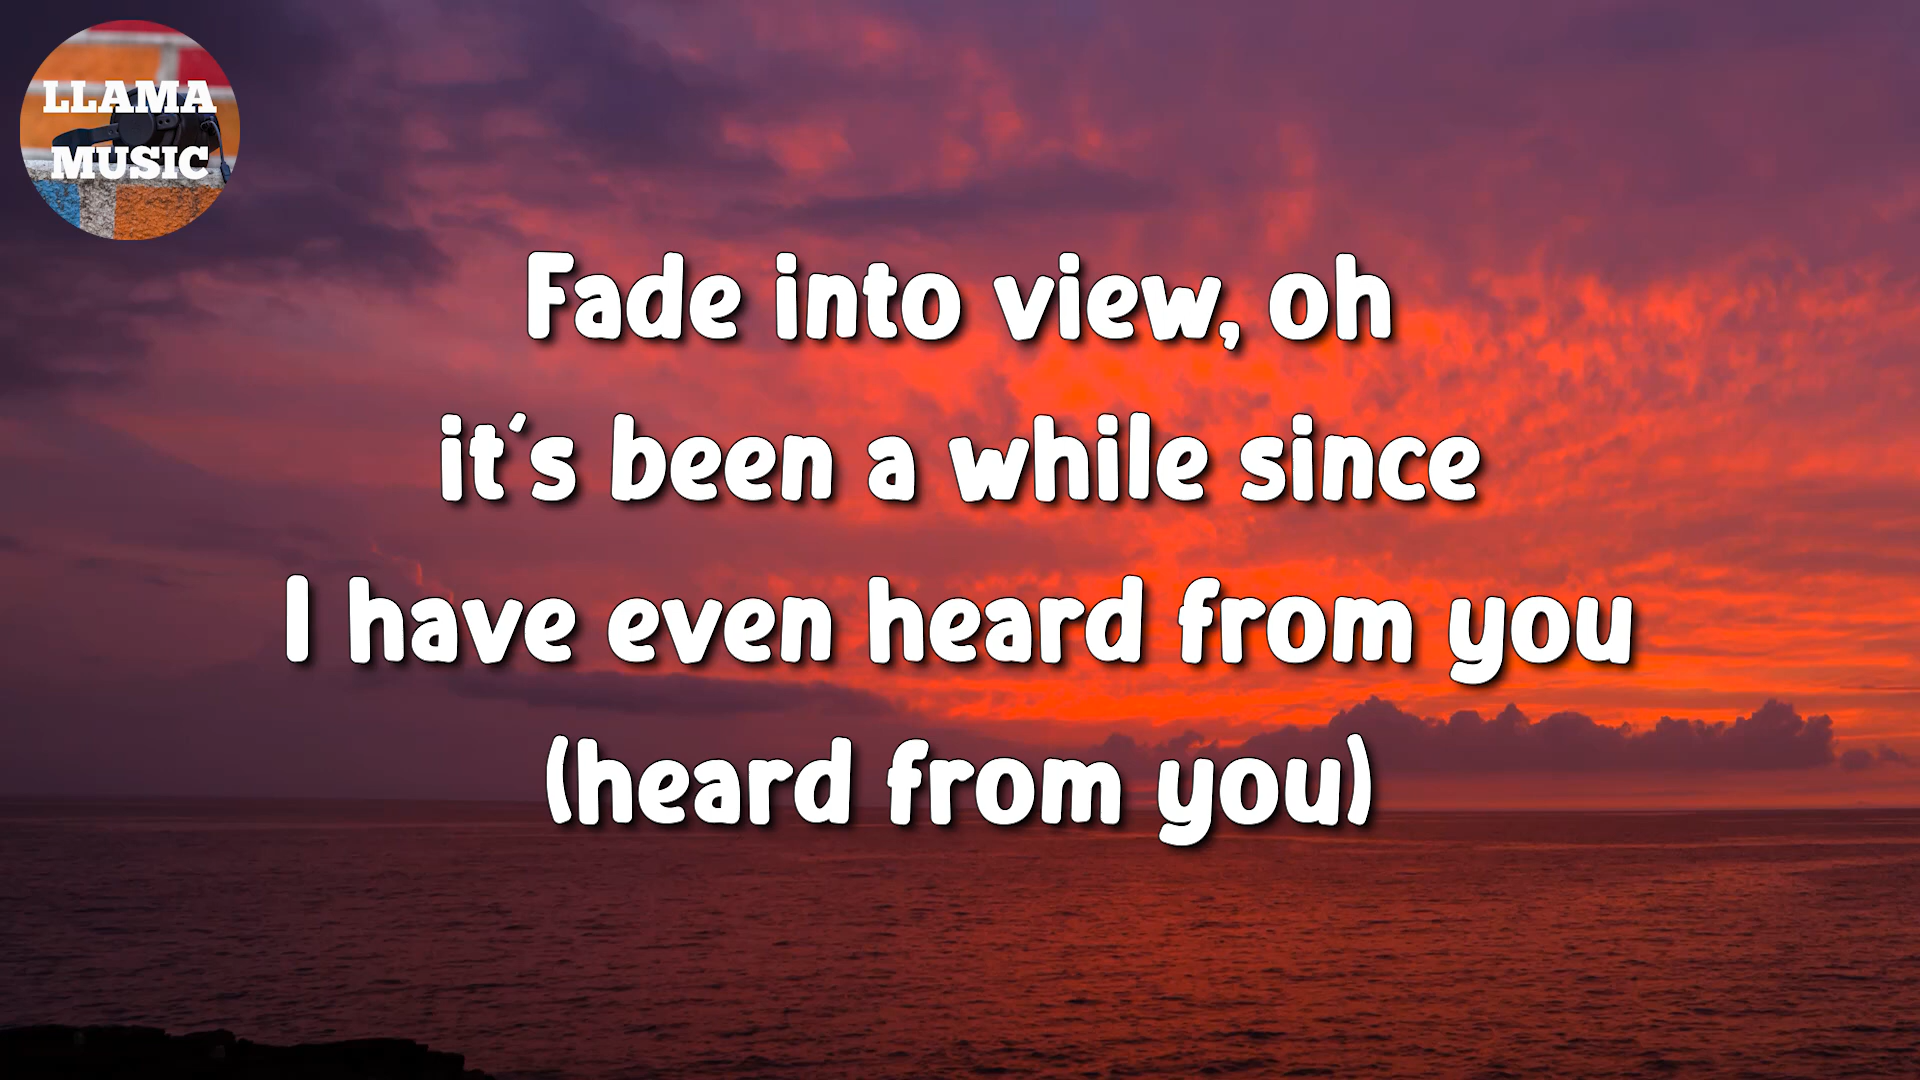 LLAMA
MUSIC
Fade into view, oh
it's been a while since
I have even heard from you
(heard from you)